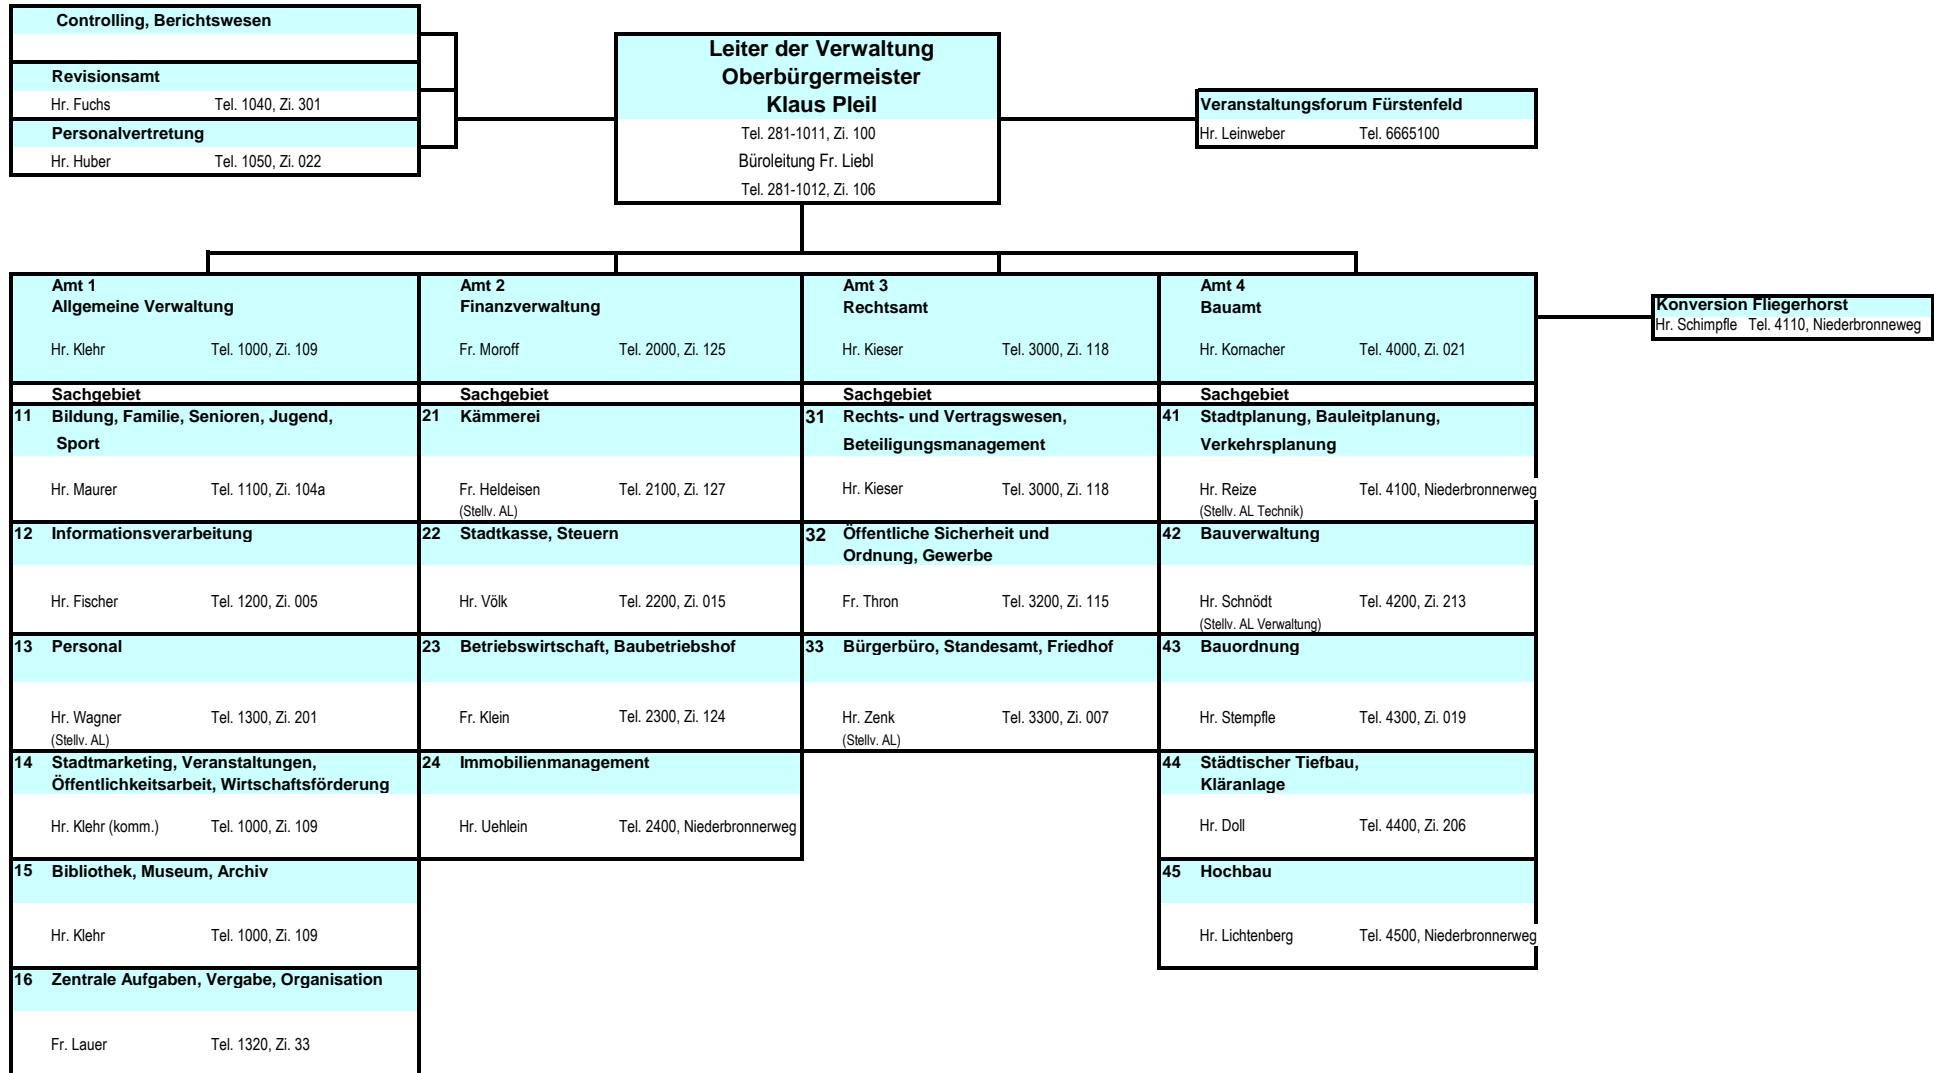 Controlling, Berichtswesen
Revisionsamt
Hr. Fuchs Tel. 1040, Zi. 301
Personalvertretung
Hr. Huber Tel. 1050, Zi. 022
Leiter der Verwaltung
Oberbürgermeister
Klaus Pleil
Tel. 281-1011, Zi. 100
Büroleitung Fr. Liebl
Tel. 281-1012, Zi. 106
Veranstaltungsforum Fürstenfeld
Hr. Leinweber Tel. 6665100
Amt 1
Allgemeine Verwaltung
Hr. Klehr Tel. 1000, Zi. 109
Sachgebiet
11 Bildung, Familie, Senioren, Jugend,
Sport
Hr. Maurer Tel. 1100, Zi. 104a
12 Informationsverarbeitung
Hr. Fischer Tel. 1200, Zi. 005
13 Personal
Hr. Wagner Tel. 1300, Zi. 201
(Stellv. AL)
14 Stadtmarketing, Veranstaltungen,
Öffentlichkeitsarbeit, Wirtschaftsförderung
Hr. Klehr (komm.) Tel. 1000, Zi. 109
15 Bibliothek, Museum, Archiv
Hr. Klehr Tel. 1000, Zi. 109
16 Zentrale Aufgaben, Vergabe, Organisation
Fr. Lauer Tel. 1320, Zi. 33
Amt 2
Finanzverwaltung
Fr. Moroff Tel. 2000, Zi. 125
Sachgebiet
21 Kämmerei
Fr. Heldeisen Tel. 2100, Zi. 127
(Stellv. AL)
22 Stadtkasse, Steuern
Hr. Völk Tel. 2200, Zi. 015
23 Betriebswirtschaft, Baubetriebshof
Fr. Klein Tel. 2300, Zi. 124
24 Immobilienmanagement
Hr. Uehlein Tel. 2400, Niederbronnerweg
Amt 3
Rechtsamt
Hr. Kieser Tel. 3000, Zi. 118
Sachgebiet
31 Rechts- und Vertragswesen,
Beteiligungsmanagement
Hr. Kieser Tel. 3000, Zi. 118
32 Öffentliche Sicherheit und
Ordnung, Gewerbe
Fr. Thron Tel. 3200, Zi. 115
33 Bürgerbüro, Standesamt, Friedhof
Hr. Zenk Tel. 3300, Zi. 007
(Stellv. AL)
Amt 4
Bauamt
Hr. Kornacher Tel. 4000, Zi. 021
Sachgebiet
41 Stadtplanung, Bauleitplanung,
Verkehrsplanung
Hr. Reize Tel. 4100, Niederbronnerweg
(Stellv. AL Technik)
42 Bauverwaltung
Hr. Schnödt Tel. 4200, Zi. 213
(Stellv. AL Verwaltung)
43 Bauordnung
Hr. Stempfle Tel. 4300, Zi. 019
44 Städtischer Tiefbau,
Kläranlage
Hr. Doll Tel. 4400, Zi. 206
45 Hochbau
Hr. Lichtenberg Tel. 4500, Niederbronnerweg
Konversion Fliegerhorst
Hr. Schimpfle Tel. 4110, Niederbronneweg